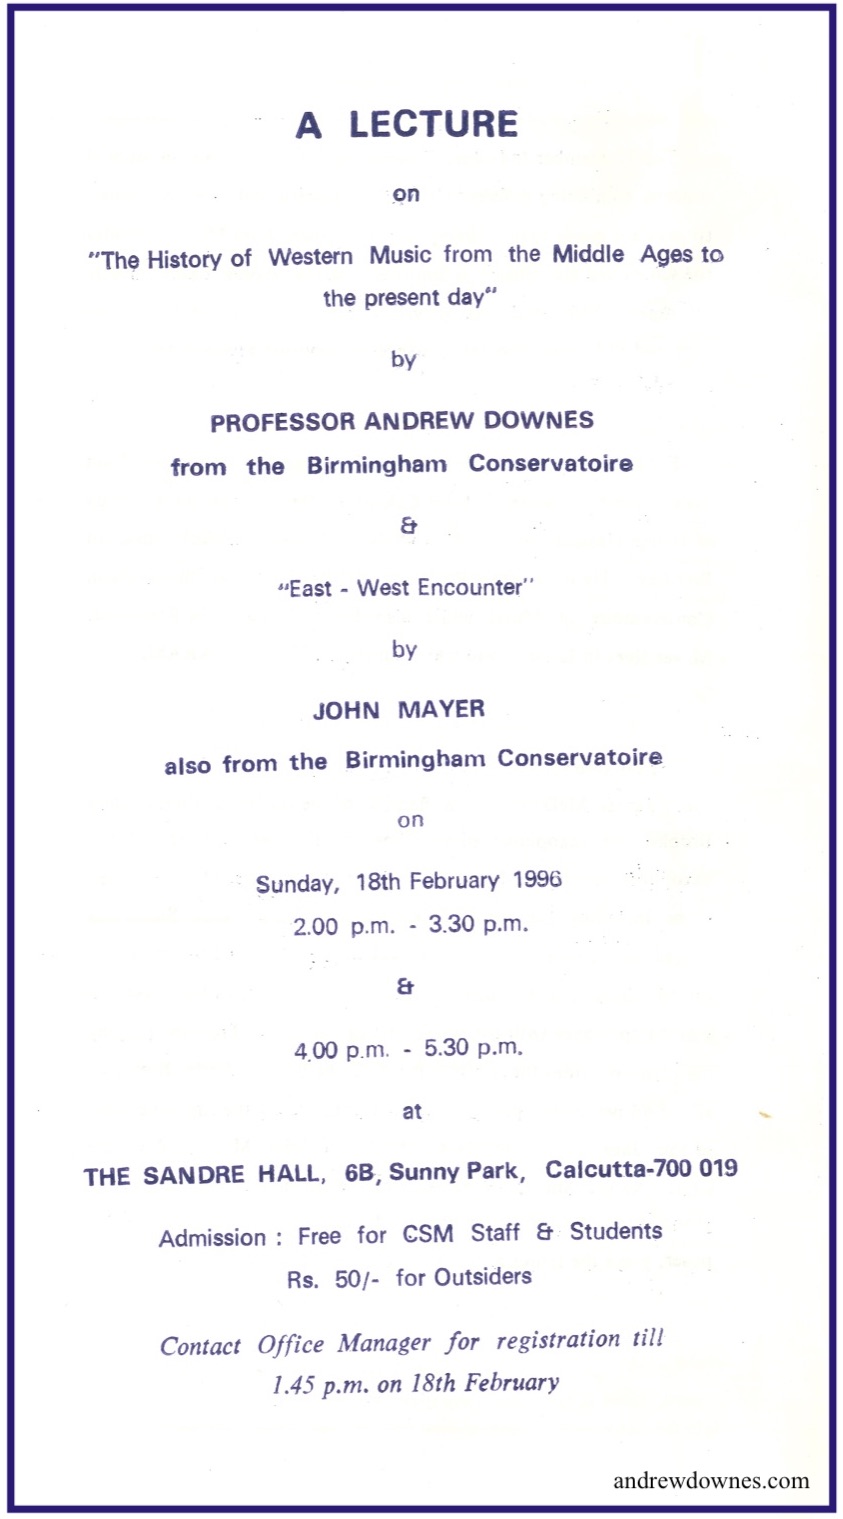 A LECTURE
on
"The History of Western Music from the Middle Ages to
the present day"
by
PROFESSOR ANDREW DOWNES
from the Birmingham Conservatoire
&
"East - West Encounter"
by
JOHN MAYER
also from the Birmingham Conservatoire
on
Sunday, 18th February 1996
2.00 p.m. - 3.30 p.m.
&
4.00 p.m. - 5.30 p.m.
at
THE SANDRE HALL, 6B, Sunny Park, Calcutta-700 019
Admission : Free for CSM Staff & Students
Rs. 50/- for Outsiders
Contact Office Manager for registration till
1.45 p.m. on 18th February
andrewdownes.com